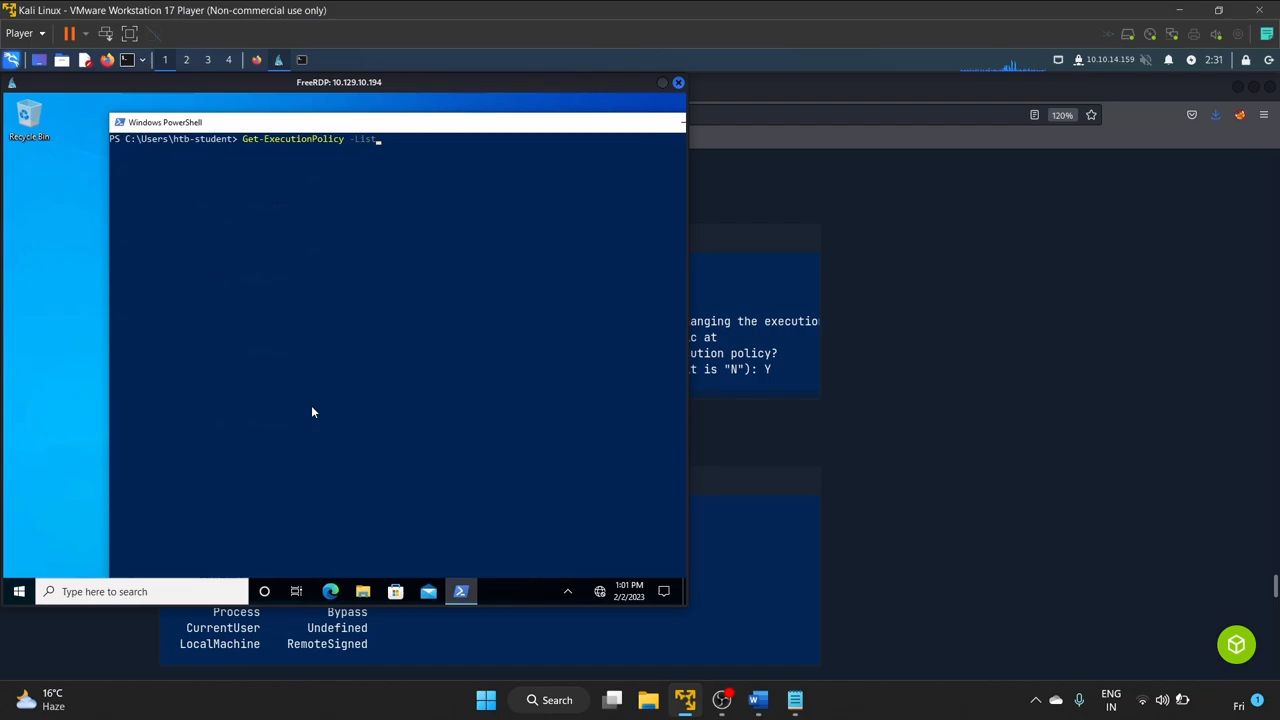 Kali Linux - VMware Workstation 17 Player (Non-commercial use only)
Player
1 2 3 4
10.10.14.159
2:31
FreeRDP: 10.129.10.194
120%
Recycle Bin
Windows PowerShell
PS C:\Users\htb-student> Get-ExecutionPolicy -List
anging the executio
c at
ution policy?
t is "N"): Y
Type here to search
1:01 PM
2/2/2023
Process Bypass
CurrentUser Undefined
LocalMachine RemoteSigned
16°C
Haze
Search
ENG
IN
Fri
1